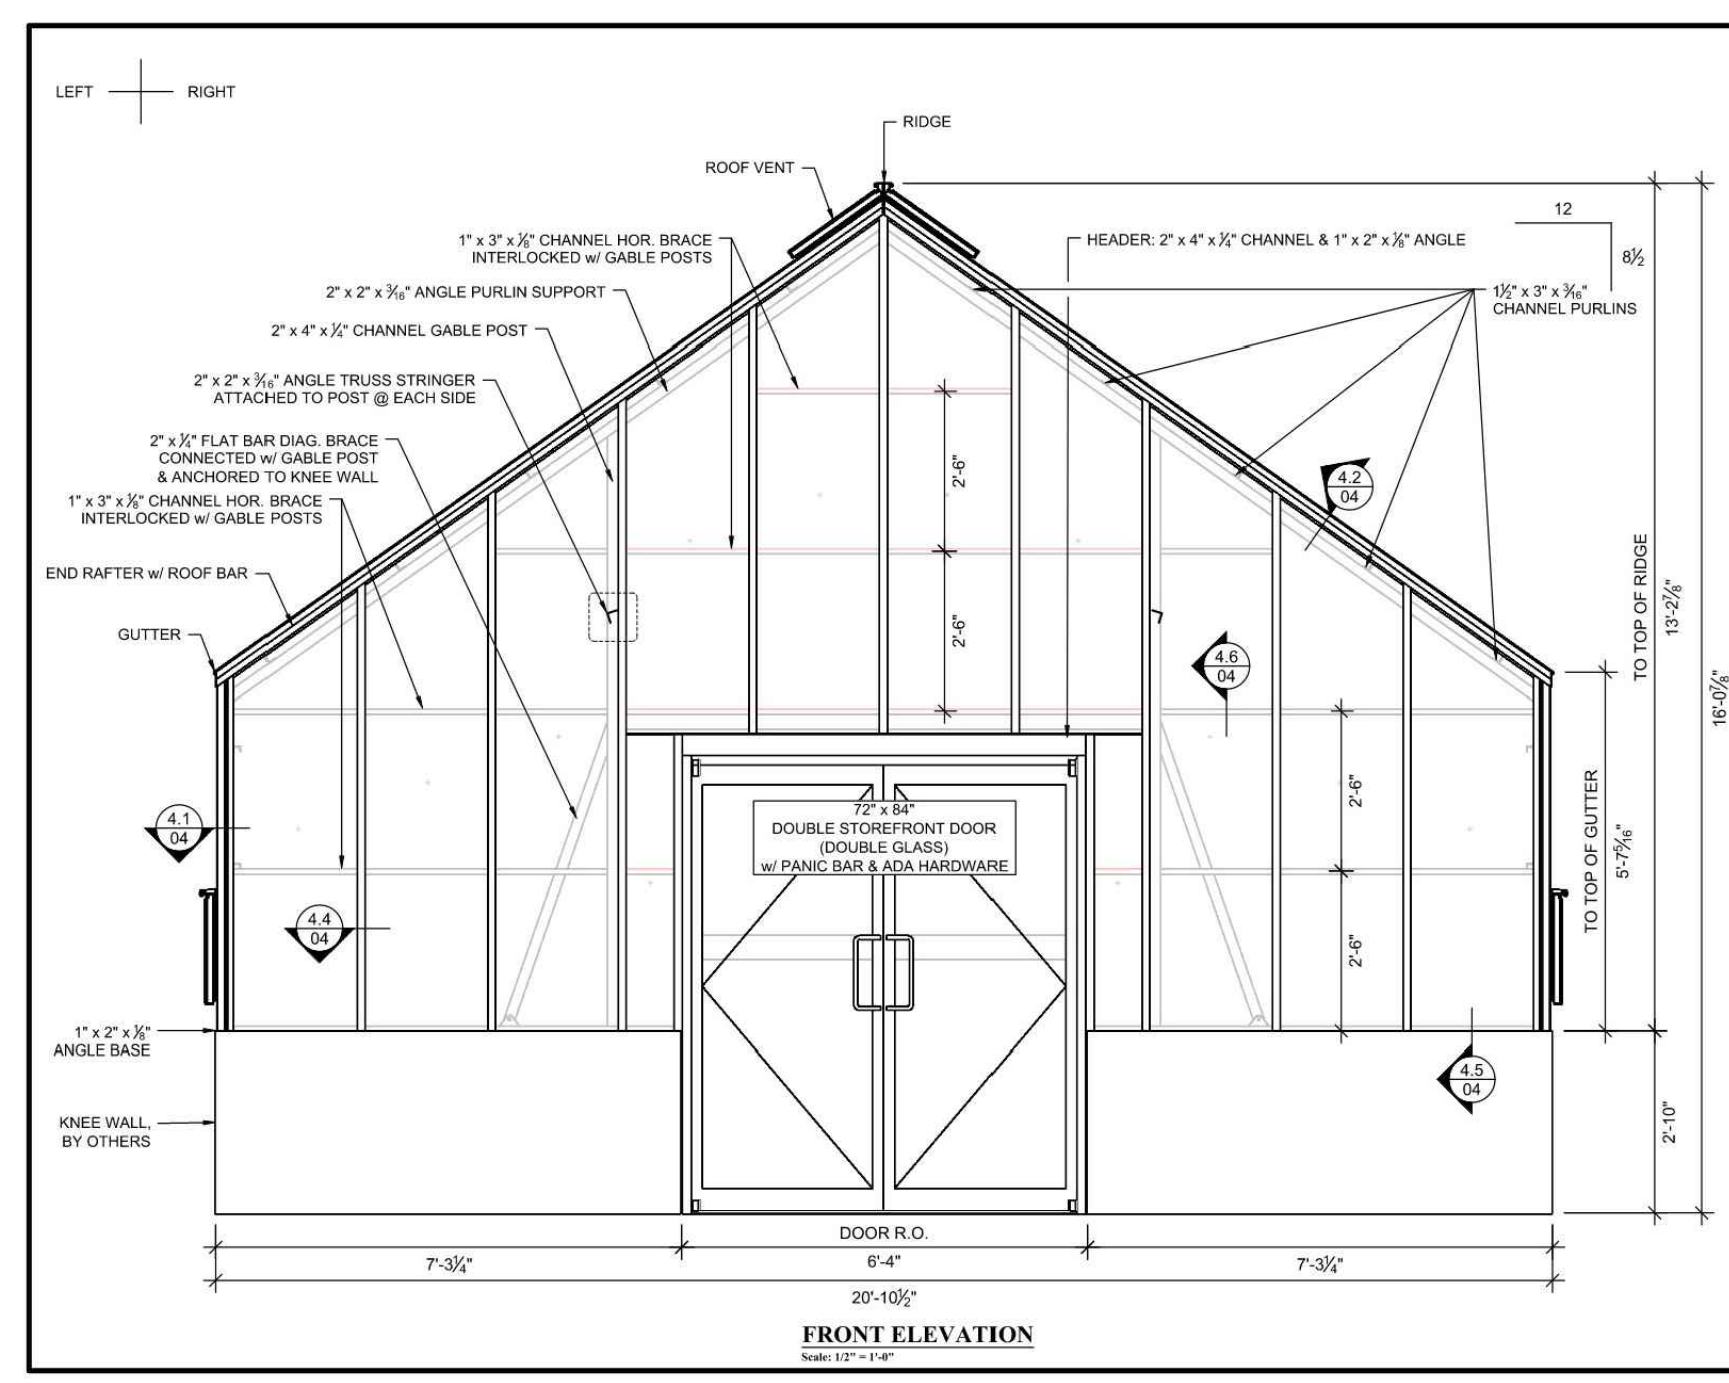 LEFT
RIGHT
RIDGE
ROOF VENT
12
8½
1" x 3" x ⅛" CHANNEL HOR. BRACE
INTERLOCKED w/ GABLE POSTS
HEADER: 2" x 4" x ¼" CHANNEL & 1" x 2" x ⅛" ANGLE
2" x 2" x 3⁄16" ANGLE PURLIN SUPPORT
1½" x 3" x 3⁄16"
CHANNEL PURLINS
2" x 4" x ¼" CHANNEL GABLE POST
2" x 2" x 3⁄16" ANGLE TRUSS STRINGER
ATTACHED TO POST @ EACH SIDE
2" x ¼" FLAT BAR DIAG. BRACE
CONNECTED w/ GABLE POST
& ANCHORED TO KNEE WALL
1" x 3" x ⅛" CHANNEL HOR. BRACE
INTERLOCKED w/ GABLE POSTS
END RAFTER w/ ROOF BAR
GUTTER
2'-6"
2'-6"
4.2
04
4.6
04
TO TOP OF RIDGE
13'-2⅞"
16'-0⅞"
TO TOP OF GUTTER
5'-7 5⁄16"
2'-6"
2'-6"
4.1
04
4.4
04
72" x 84"
DOUBLE STOREFRONT DOOR
(DOUBLE GLASS)
w/ PANIC BAR & ADA HARDWARE
1" x 2" x ⅛"
ANGLE BASE
4.5
04
KNEE WALL,
BY OTHERS
2'-10"
DOOR R.O.
7'-3¼"
6'-4"
7'-3¼"
20'-10½"
FRONT ELEVATION
Scale: 1/2" = 1'-0"